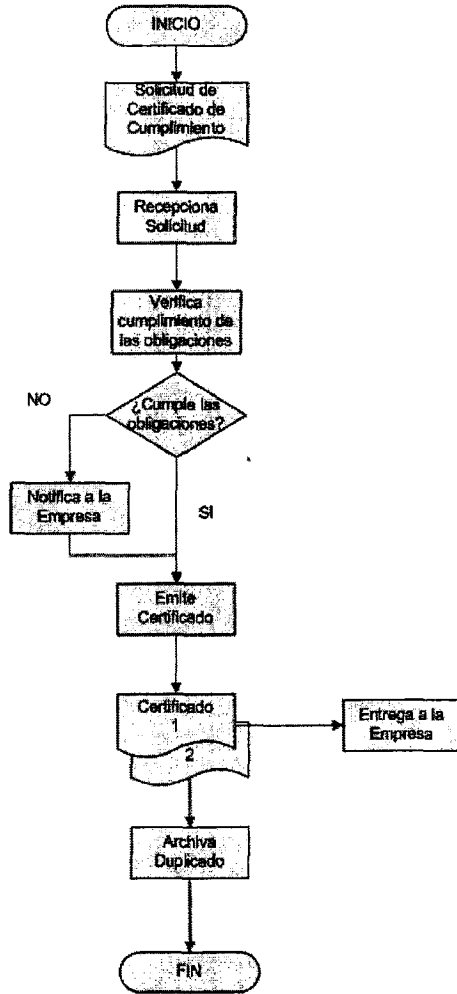 INICIO
Solicitud de
Certificado de
Cumplimiento
Recepciona
Solicitud
Verifica
cumplimiento de
las obligaciones
¿Cumple las
obligaciones?
NO
Notifica a la
Empresa
SI
Emite
Certificado
Certificado
1
2
Entrega a la
Empresa
Archiva
Duplicado
FIN